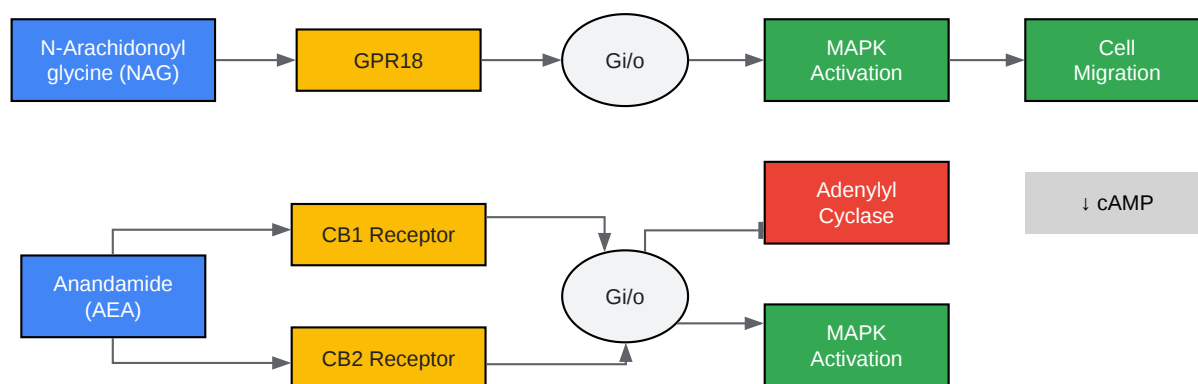 N-Arachidonoyl
glycine (NAG)
GPR18
Gi/o
MAPK
Activation
Cell
Migration
Adenylyl
Cyclase
↓ cAMP
CB1 Receptor
Anandamide
(AEA)
Gi/o
CB2 Receptor
MAPK
Activation